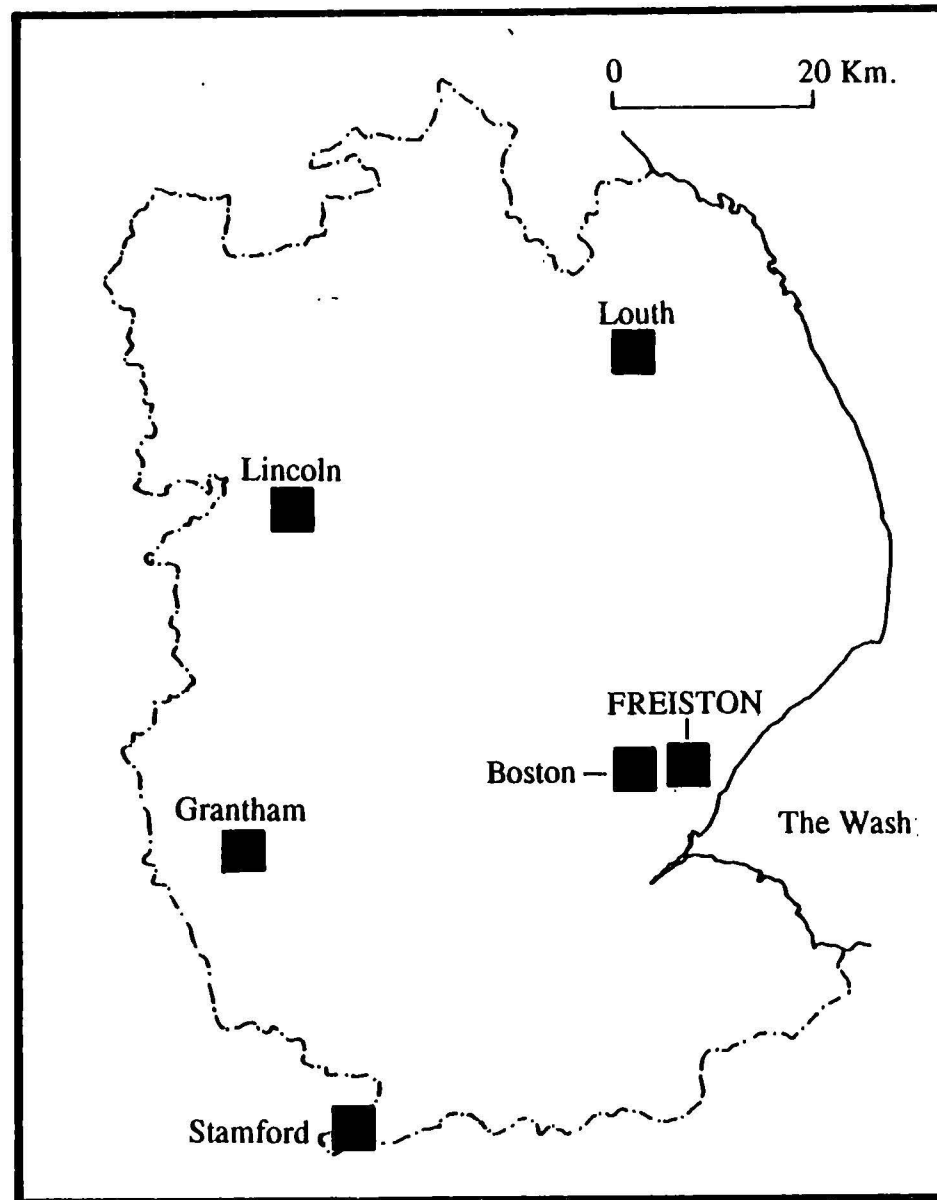 0 20 Km.
Louth
Lincoln
FREISTON
Boston
Grantham
The Wash
Stamford